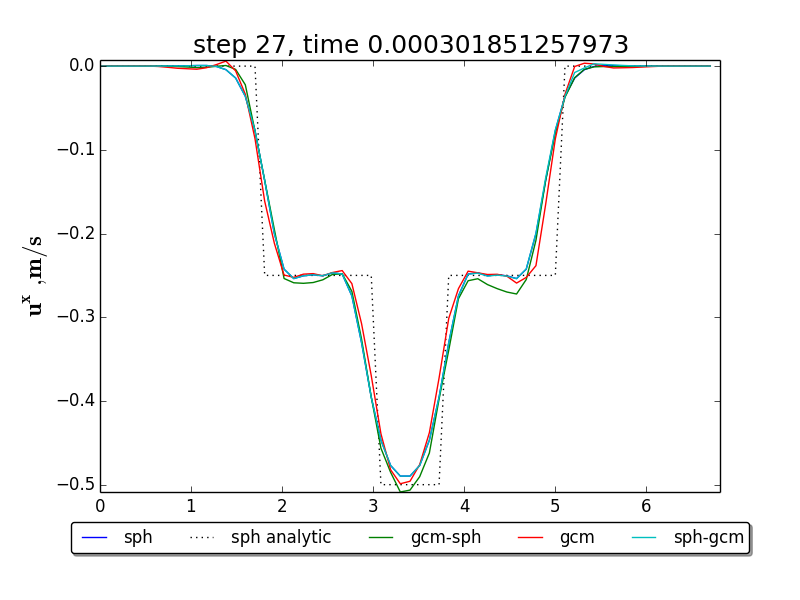 step 27, time 0.000301851257973
0.0
−0.1
−0.2
−0.3
−0.4
−0.5
u^x ,m/s
0 1 2 3 4 5 6
sph sph analytic gcm-sph gcm sph-gcm